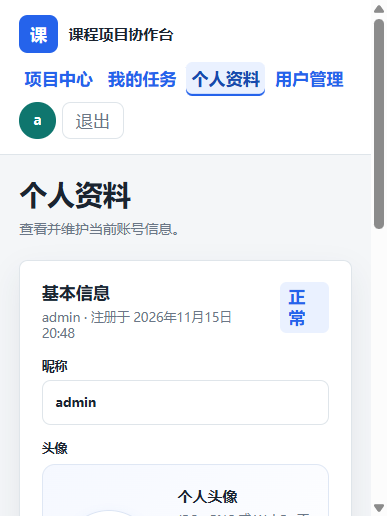 课
课程项目协作台
项目中心 我的任务 个人资料 用户管理
a 退出
个人资料
查看并维护当前账号信息。
基本信息
正
常
admin · 注册于 2026年11月15日
20:48
昵称
admin
头像
个人头像